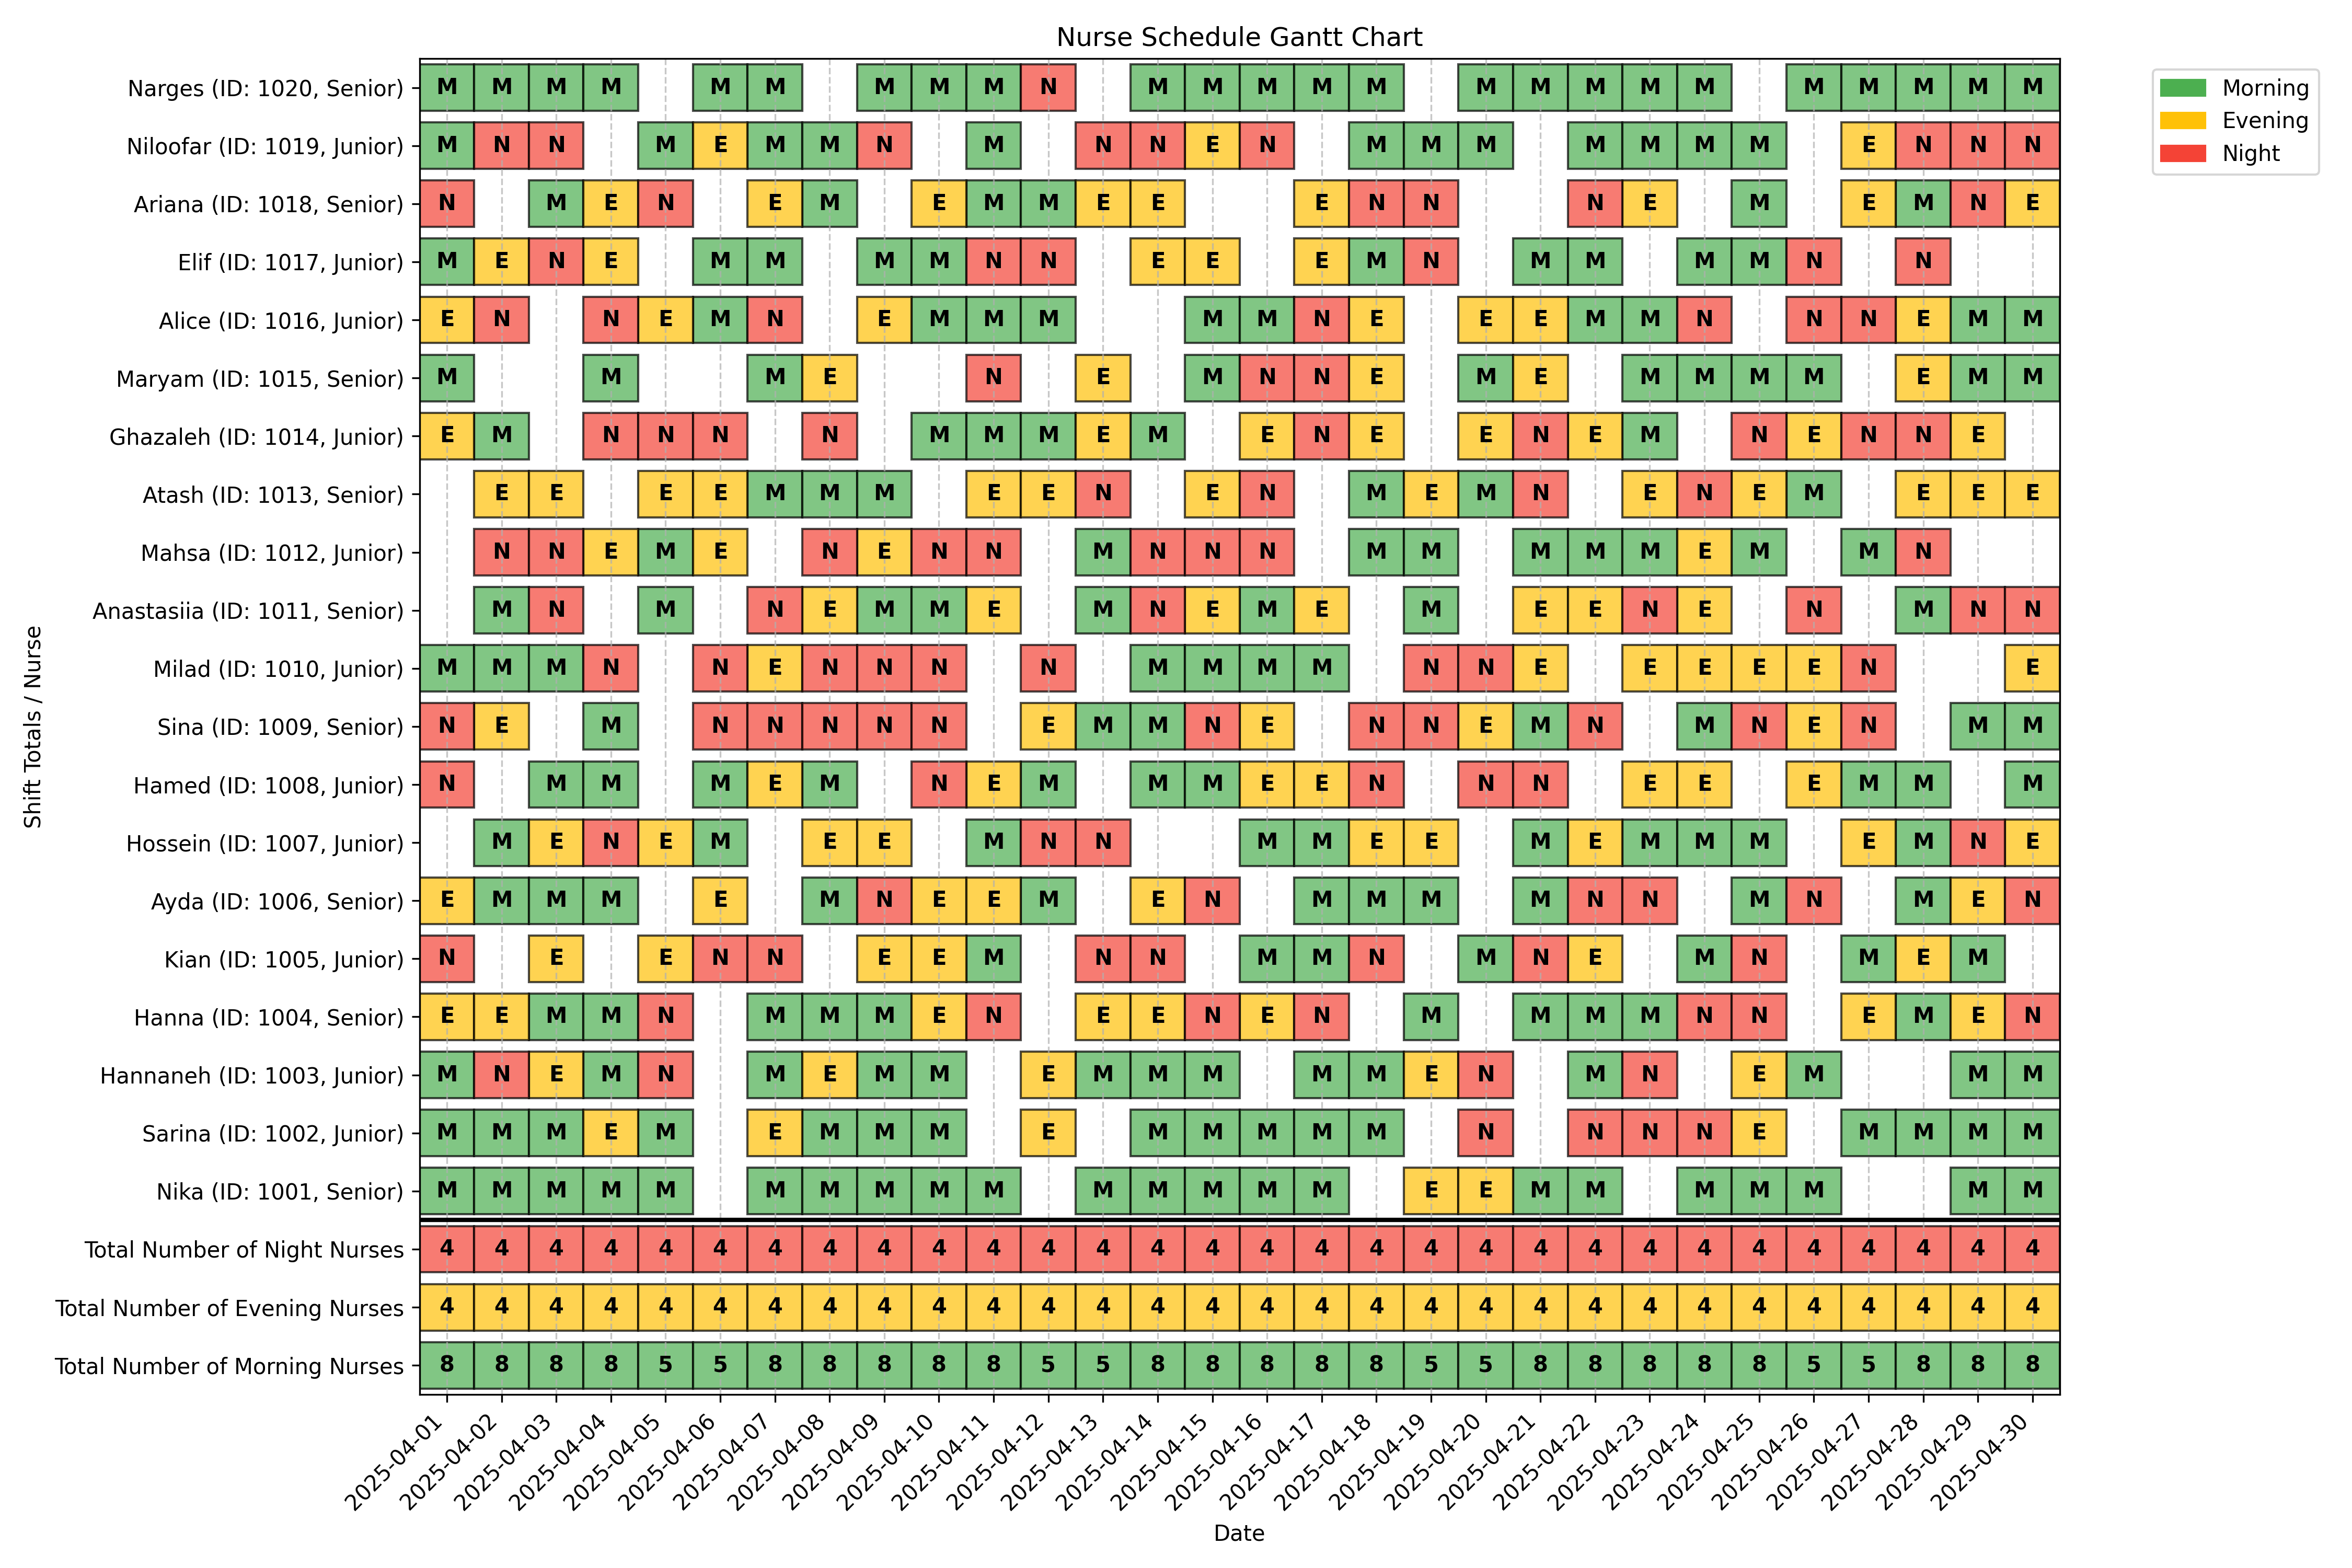 Nurse Schedule Gantt Chart
Narges (ID: 1020, Senior) M M M M M M M M M N M M M M M M M M M M M M M M M
Niloofar (ID: 1019, Junior) M N N M E M M N M N N E N M M M M M M M E N N N
Ariana (ID: 1018, Senior) N M E N E M E M M E E E N N N E M E M N E
Elif (ID: 1017, Junior) M E N E M M M M N N E E E M N M M M M N N
Alice (ID: 1016, Junior) E N N E M N E M M M M M N E E E M M N N N E M M
Maryam (ID: 1015, Senior) M M M E N E M N N E M E M M M M E M M
Ghazaleh (ID: 1014, Junior) E M N N N N M M M E M E N E E N E M N E N N E
Atash (ID: 1013, Senior) E E E E M M M E E N E N M E M N E N E M E E E
Mahsa (ID: 1012, Junior) N N E M E N E N N M N N N M M M M M E M M N
Anastasiia (ID: 1011, Senior) M N M N E M M E M N E M E M E E N E N M N N
Milad (ID: 1010, Junior) M M M N N E N N N N M M M M N N E E E E E N E
Sina (ID: 1009, Senior) N E M N N N N N E M M N E N N E M N M N E N M M
Hamed (ID: 1008, Junior) N M M M E M N E M M M E E N N N E E E M M M
Hossein (ID: 1007, Junior) M E N E M E E M N N M M E E M E M M M E M N E
Ayda (ID: 1006, Senior) E M M M E M N E E M E N M M M M N N M N M E N
Kian (ID: 1005, Junior) N E E N N E E M N N M M N M N E M N M E M
Hanna (ID: 1004, Senior) E E M M N M M M E N E E N E N M M M M N N E M E N
Hannaneh (ID: 1003, Junior) M N E M N M E M M E M M M M M E N M N E M M M
Sarina (ID: 1002, Junior) M M M E M E M M M E M M M M M N N N N E M M M M
Nika (ID: 1001, Senior) M M M M M M M M M M M M M M M E E M M M M M M M
Total Number of Night Nurses 4 4 4 4 4 4 4 4 4 4 4 4 4 4 4 4 4 4 4 4 4 4 4 4 4 4 4 4 4 4
Total Number of Evening Nurses 4 4 4 4 4 4 4 4 4 4 4 4 4 4 4 4 4 4 4 4 4 4 4 4 4 4 4 4 4 4
Total Number of Morning Nurses 8 8 8 8 5 5 8 8 8 8 8 5 5 8 8 8 8 8 5 5 8 8 8 8 8 5 5 8 8 8
2025-04-01 2025-04-02 2025-04-03 2025-04-04 2025-04-05 2025-04-06 2025-04-07 2025-04-08 2025-04-09 2025-04-10 2025-04-11 2025-04-12 2025-04-13 2025-04-14 2025-04-15 2025-04-16 2025-04-17 2025-04-18 2025-04-19 2025-04-20 2025-04-21 2025-04-22 2025-04-23 2025-04-24 2025-04-25 2025-04-26 2025-04-27 2025-04-28 2025-04-29 2025-04-30
Date
Shift Totals / Nurse
Morning
Evening
Night